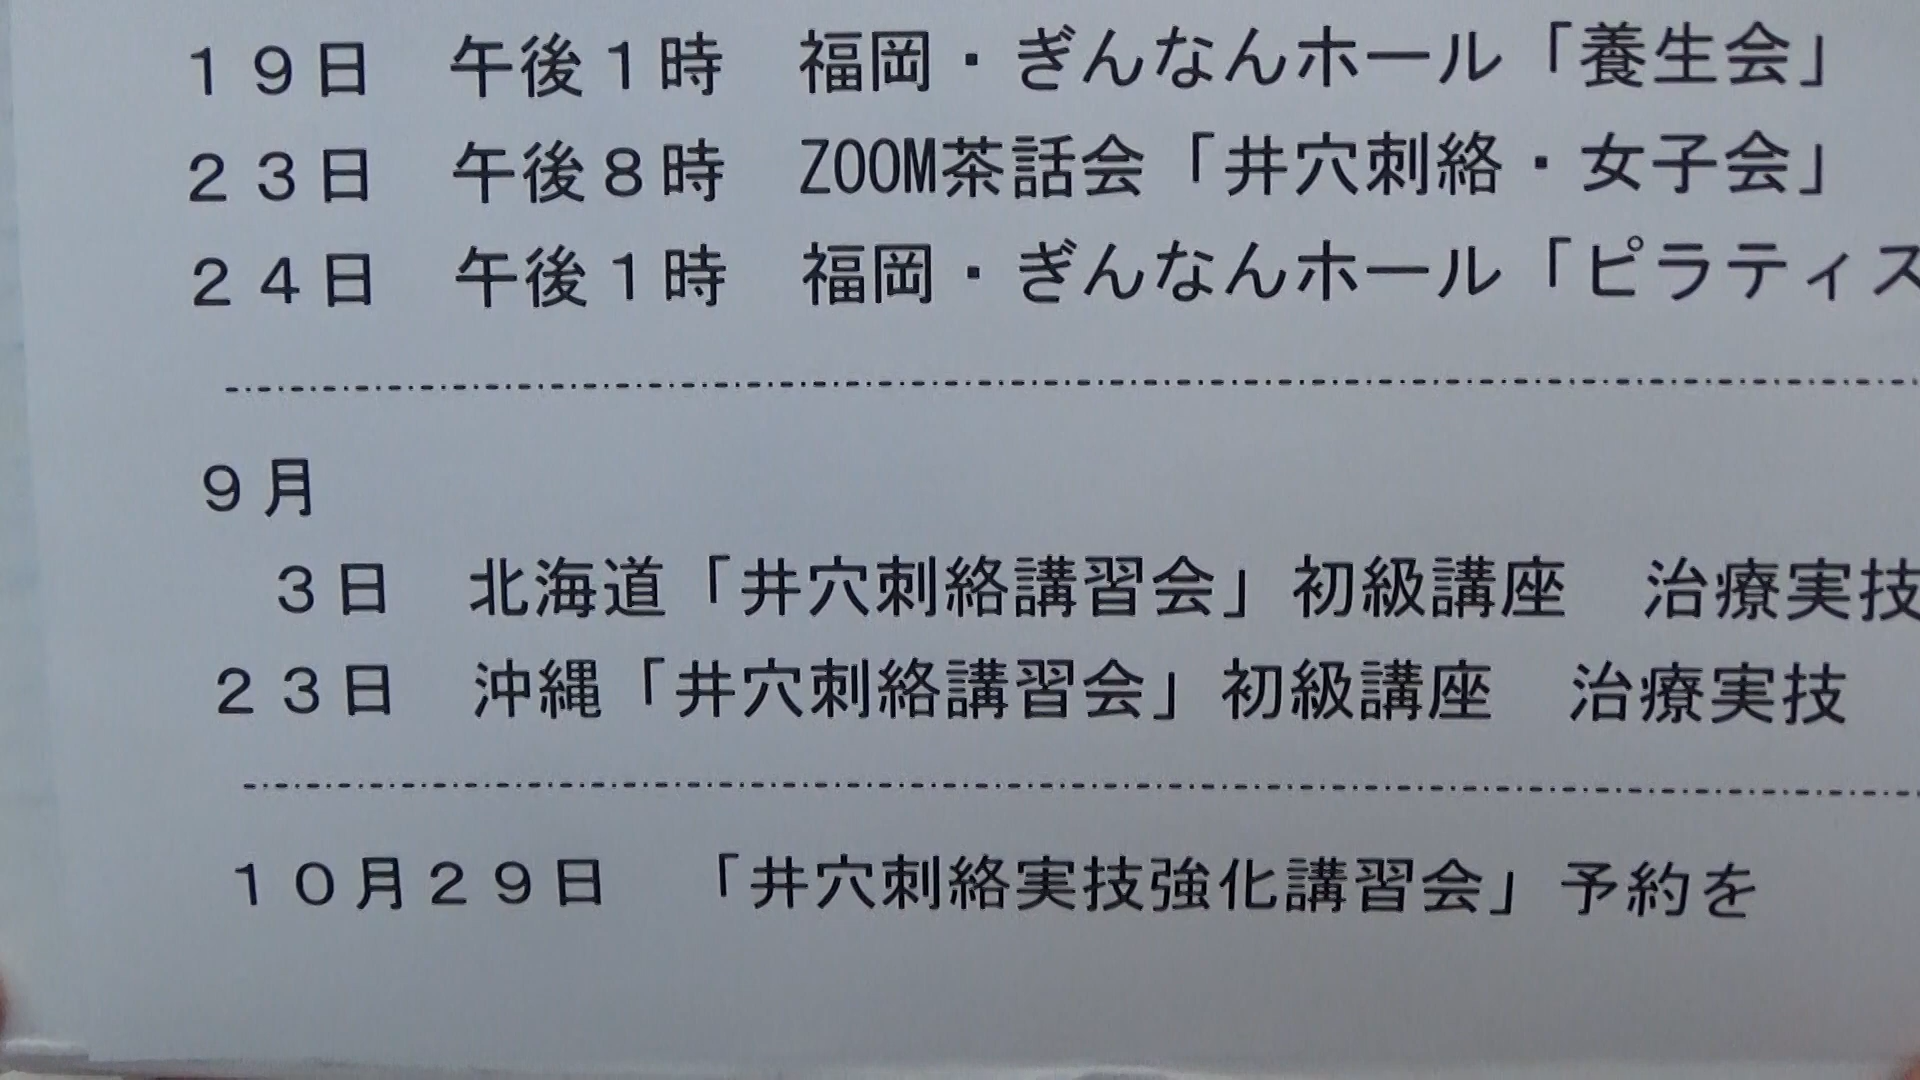 １９日　午後１時　福岡・ぎんなんホール「養生会」
２３日　午後８時　ZOOM茶話会「井穴刺絡・女子会」
２４日　午後１時　福岡・ぎんなんホール「ピラティス
９月
３日　北海道「井穴刺絡講習会」初級講座　治療実技
２３日　沖縄「井穴刺絡講習会」初級講座　治療実技
１０月２９日　「井穴刺絡実技強化講習会」予約を